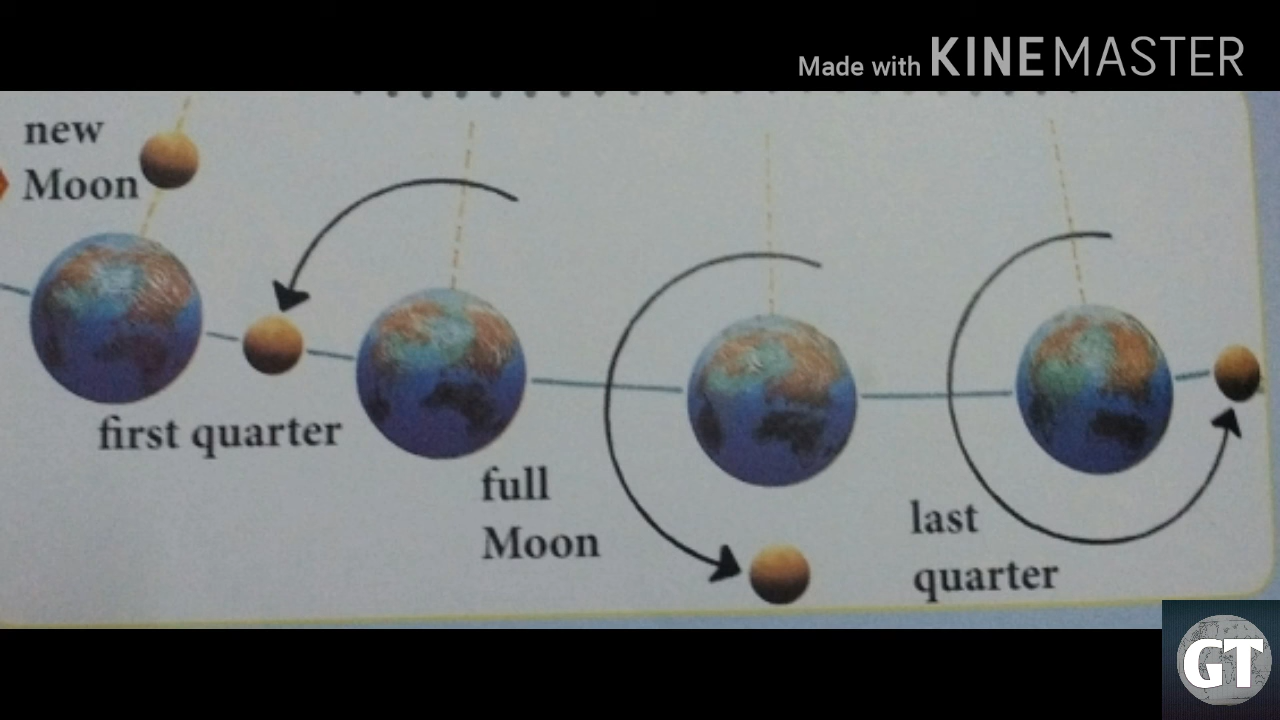 Made with KINEMASTER
new
Moon
first quarter
full
Moon
last
quarter
GT